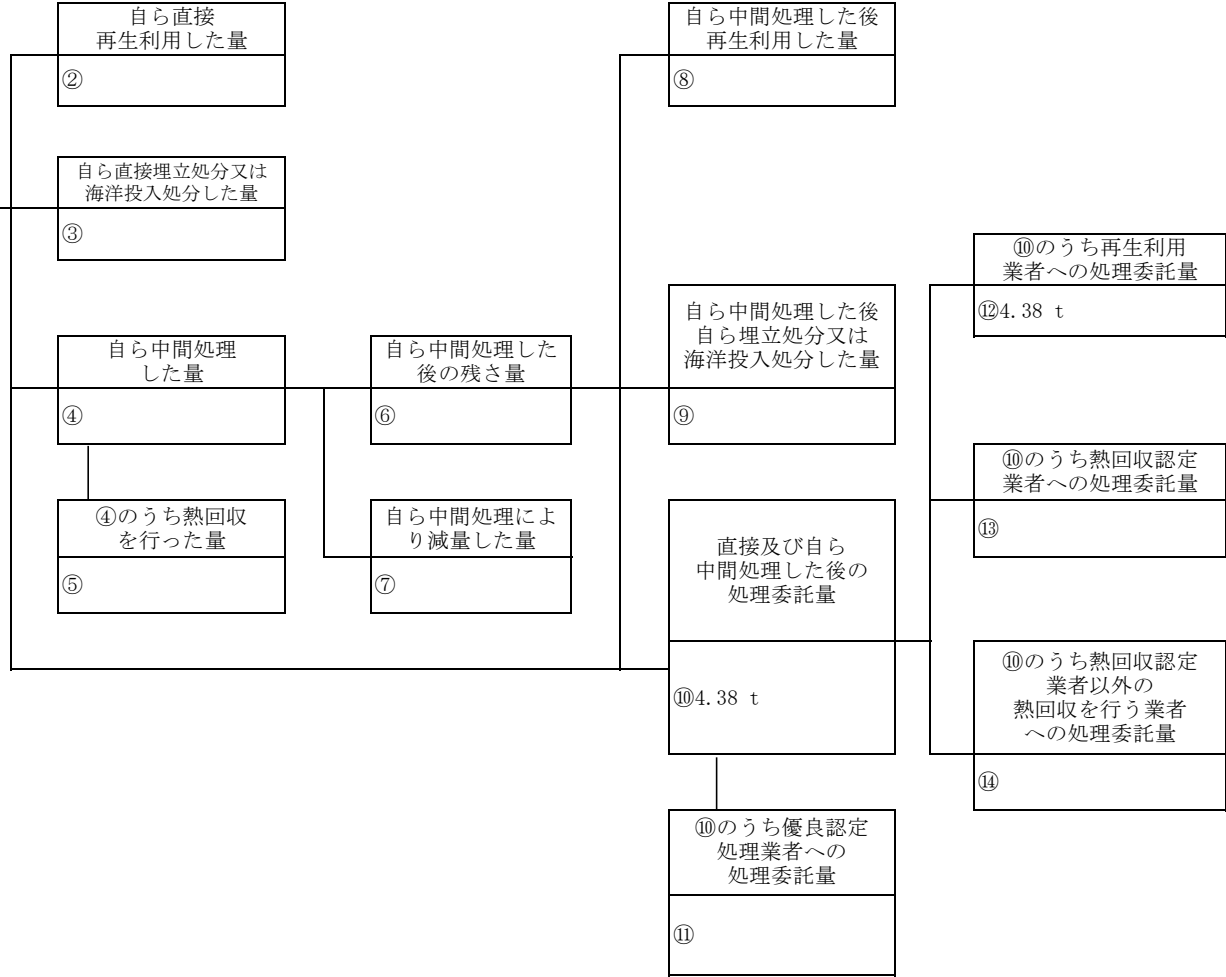 自ら直接
再生利用した量
②
自ら中間処理した後
再生利用した量
⑧
自ら直接埋立処分又は
海洋投入処分した量
③
⑩のうち再生利用
業者への処理委託量
⑫4.38 t
自ら中間処理した後
自ら埋立処分又は
海洋投入処分した量
⑨
自ら中間処理
した量
④
自ら中間処理した
後の残さ量
⑥
⑩のうち熱回収認定
業者への処理委託量
⑬
④のうち熱回収
を行った量
⑤
自ら中間処理によ
り減量した量
⑦
直接及び自ら
中間処理した後の
処理委託量
⑩4.38 t
⑩のうち熱回収認定
業者以外の
熱回収を行う業者
への処理委託量
⑭
⑩のうち優良認定
処理業者への
処理委託量
⑪